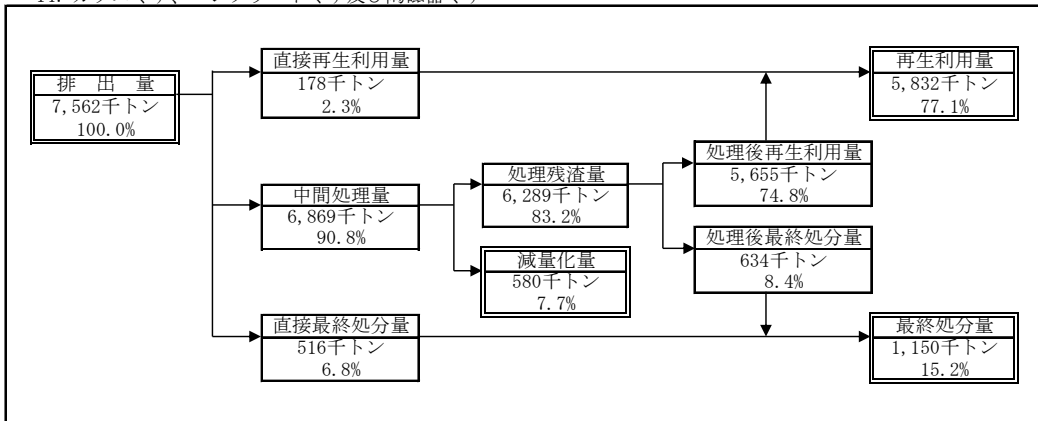 排 出 量
7,562千トン
100.0%
直接再生利用量
178千トン
2.3%
中間処理量
6,869千トン
90.8%
直接最終処分量
516千トン
6.8%
処理残渣量
6,289千トン
83.2%
減量化量
580千トン
7.7%
処理後再生利用量
5,655千トン
74.8%
処理後最終処分量
634千トン
8.4%
再生利用量
5,832千トン
77.1%
最終処分量
1,150千トン
15.2%